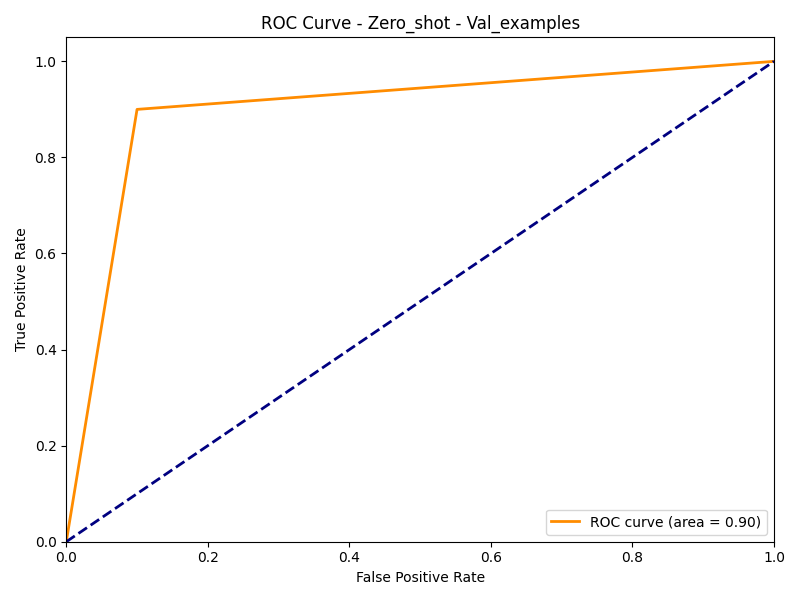 ROC Curve - Zero_shot - Val_examples
True Positive Rate
1.0
0.8
0.6
0.4
0.2
0.0
0.0 0.2 0.4 0.6 0.8 1.0
False Positive Rate
ROC curve (area = 0.90)